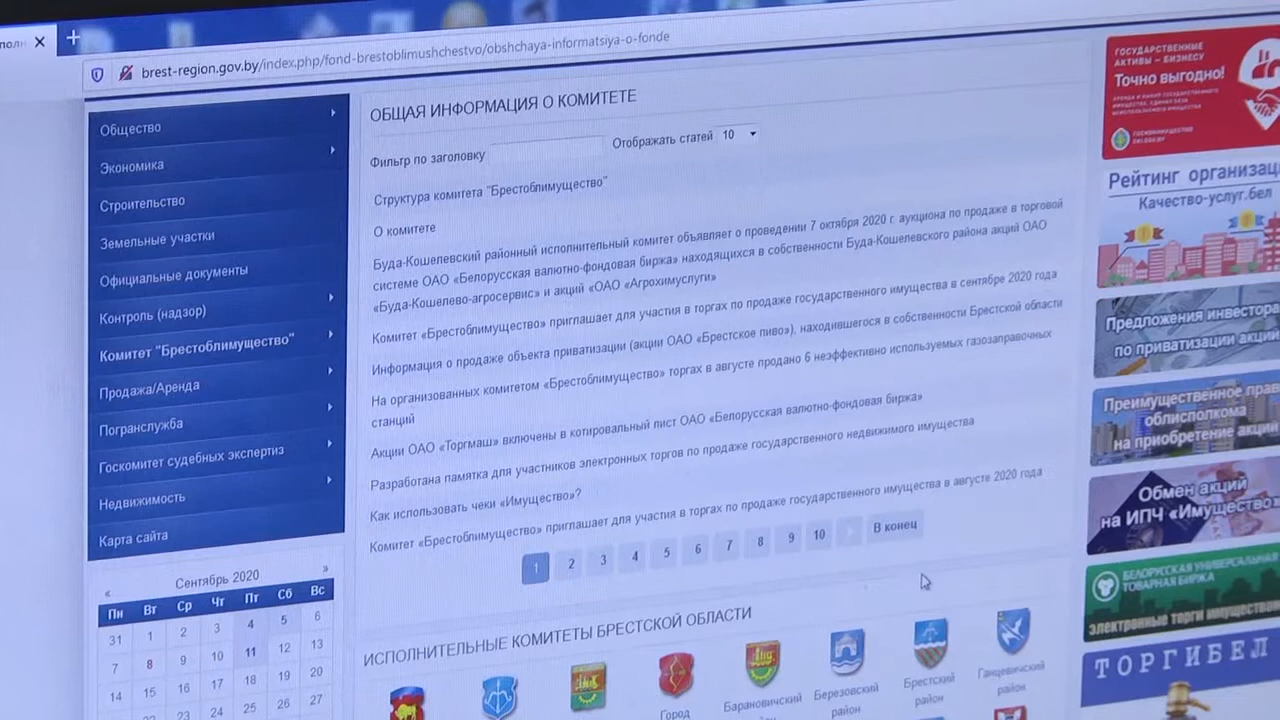 brest-region.gov.by/index.php/fond-brestoblimushchestvo/obshchaya-informatsiya-o-fonde
Общество
Экономика
Строительство
Земельные участки
Официальные документы
Контроль (надзор)
Комитет "Брестоблимущество"
Продажа/Аренда
Погранслужба
Госкомитет судебных экспертиз
Недвижимость
Карта сайта
« Сентябрь 2020 »
Пн Вт Ср Чт Пт Сб Вс
31 1 2 3 4 5 6
7 8 9 10 11 12 13
14 15 16 17 18 19 20
23 24 25 26 27
ОБЩАЯ ИНФОРМАЦИЯ О КОМИТЕТЕ
Фильтр по заголовку Отображать статей 10
Структура комитета "Брестоблимущество"
О комитете
Буда-Кошелевский районный исполнительный комитет объявляет о проведении 7 октября 2020 г. аукциона по продаже в торговой
системе ОАО «Белорусская валютно-фондовая биржа» находящихся в собственности Буда-Кошелевского района акций ОАО
«Буда-Кошелево-агросервис» и акций «ОАО «Агрохимуслуги»
Комитет «Брестоблимущество» приглашает для участия в торгах по продаже государственного имущества в сентябре 2020 года
Информация о продаже объекта приватизации (акции ОАО «Брестское пиво»), находившегося в собственности Брестской области
На организованных комитетом «Брестоблимущество» торгах в августе продано 6 неэффективно используемых газозаправочных
станций
Акции ОАО «Торгмаш» включены в котировальный лист ОАО «Белорусская валютно-фондовая биржа»
Разработана памятка для участников электронных торгов по продаже государственного недвижимого имущества
Как использовать чеки «Имущество»?
Комитет «Брестоблимущество» приглашает для участия в торгах по продаже государственного имущества в августе 2020 года
1 2 3 4 5 6 7 8 9 10 В конец
ИСПОЛНИТЕЛЬНЫЕ КОМИТЕТЫ БРЕСТСКОЙ ОБЛАСТИ
Город
Барановичский
Березовский
район
Брестский
район
Ганцевичский
район
ГОСУДАРСТВЕННЫЕ
АКТИВЫ – БИЗНЕСУ
Точно выгодно!
Рейтинг организац
Качество-услуг.бел
Предложения инвестора
по приватизации акци
Преимущественное прав
облисполкома
на приобретение акци
Обмен акций
на ИПЧ «Имущество
БЕЛОРУССКАЯ УНИВЕРСАЛЬНАЯ
ТОВАРНАЯ БИРЖА
электронные торги имущество
ТОРГИБЕЛ